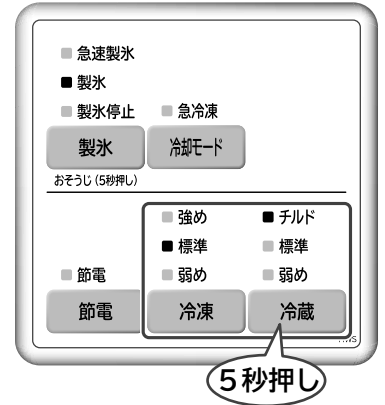 急速製氷
製氷
製氷停止 急冷凍
製氷 冷却モード
おそうじ（5秒押し）
強め チルド
標準 標準
節電 弱め 弱め
節電 冷凍 冷蔵
5秒押し